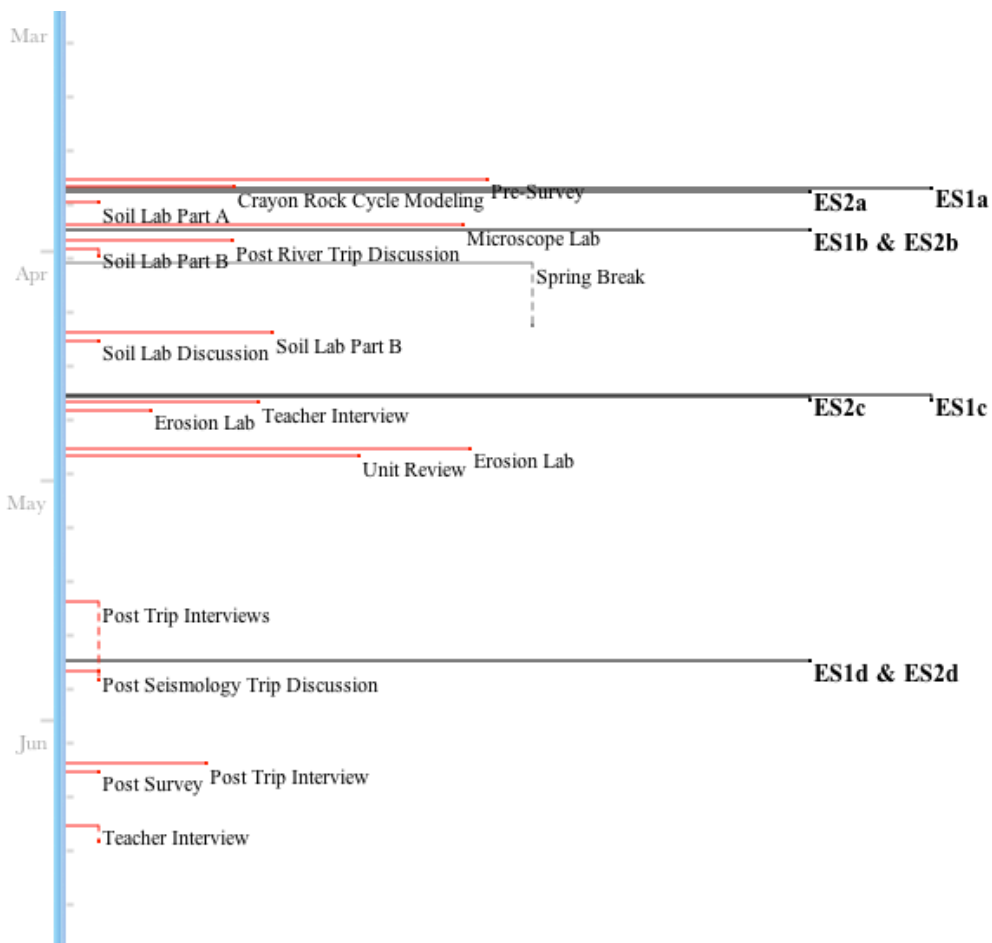 Mar
Pre-Survey
Crayon Rock Cycle Modeling
ES2a
ES1a
Soil Lab Part A
Microscope Lab
ES1b & ES2b
Post River Trip Discussion
Soil Lab Part B
Apr
Spring Break
Soil Lab Part B
Soil Lab Discussion
ES2c
ES1c
Teacher Interview
Erosion Lab
Erosion Lab
Unit Review
May
Post Trip Interviews
ES1d & ES2d
Post Seismology Trip Discussion
Jun
Post Trip Interview
Post Survey
Teacher Interview